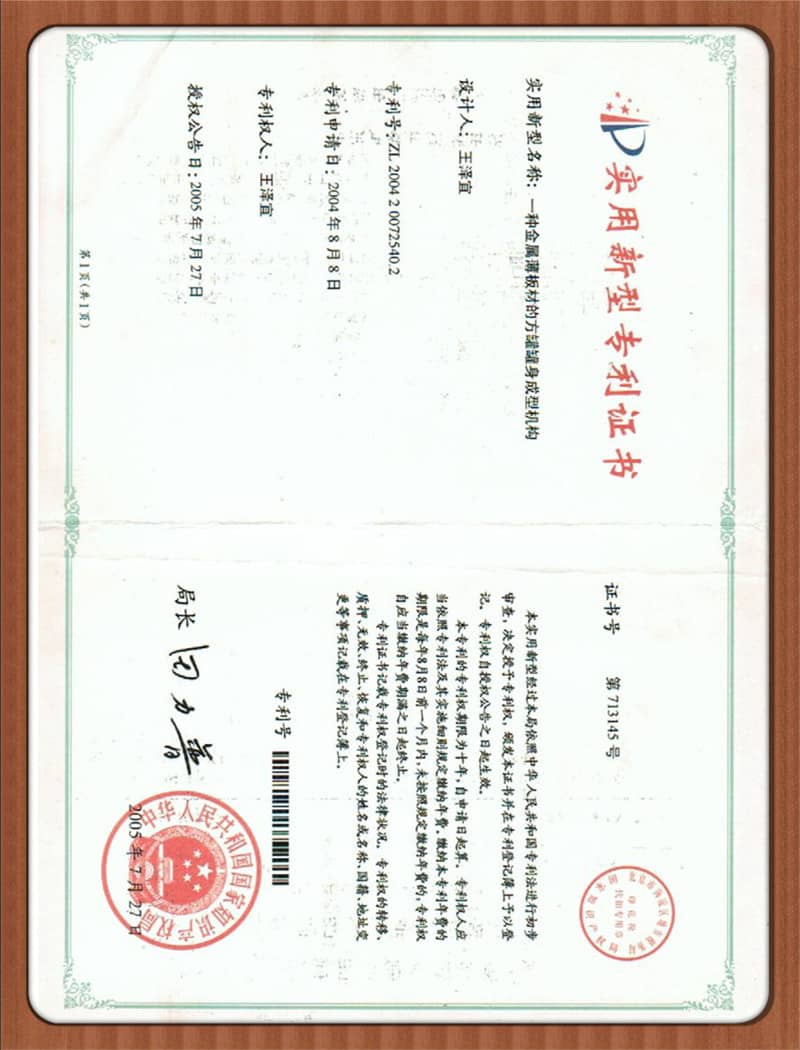 实用新型专利证书
实用新型名称：一种金属薄板材的方罐罐身成型机构
设计人：王泽宣
专利号：ZL 2004 2 0072540.2
专利申请日：2004年8月8日
专利权人：王泽宣
授权公告日：2005年7月27日
第1页(共1页)
证书号 第713145号
本实用新型经过本局依照中华人民共和国专利法进行初步
审查，决定授予专利权，颁发本证书并在专利登记簿上予以登
记。专利权自授权公告之日起生效。
本专利的专利权期限为十年，自申请日起算。专利权人应
当依照专利法及其实施细则规定缴纳年费。缴纳本专利年费的
期限是每年8月8日前一个月内。未按照规定缴纳年费的，专利权
自应当缴纳年费期满之日起终止。
专利证书记载专利权登记时的法律状况。专利权的转移、
质押、无效、终止、恢复和专利权人的姓名或名称、国籍、地址变
更等事项记载在专利登记簿上。
专利号
局长 田力普
中华人民共和国国家知识产权局
2005年7月27日
印花税
代扣专用章